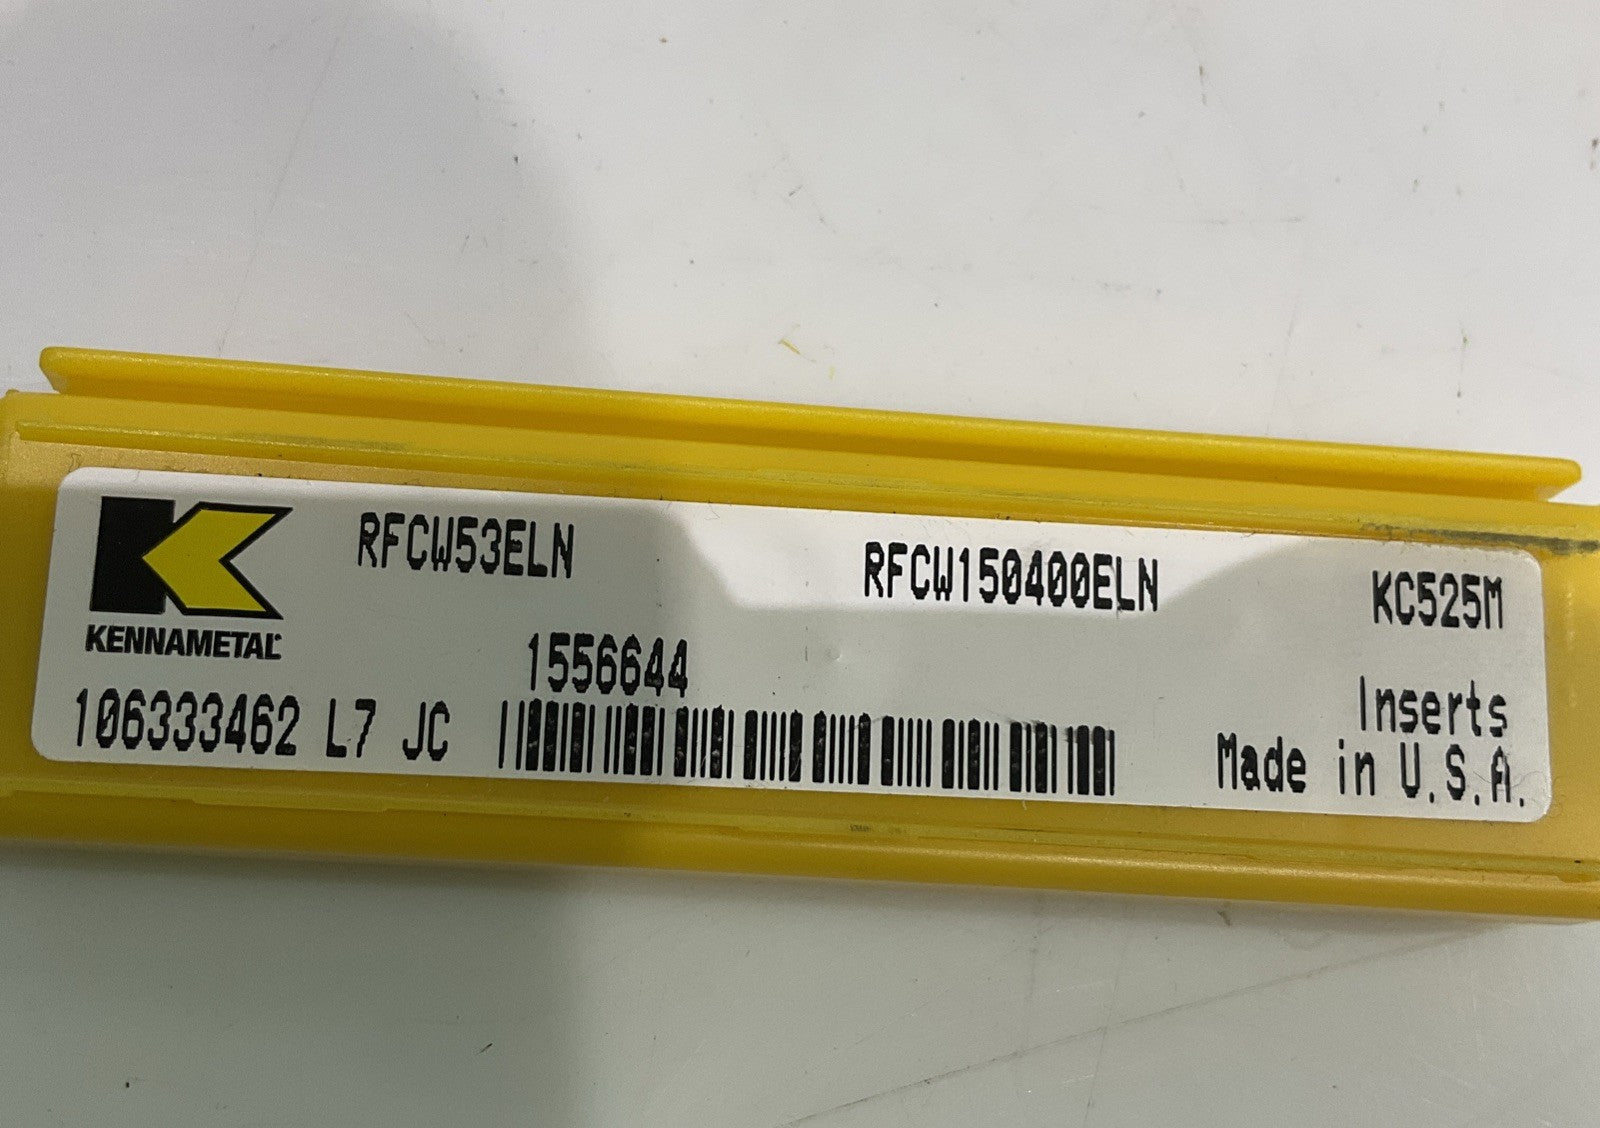 RFCW53ELN RFCW150400ELN KC525M
KENNAMETAL
1556644
Inserts
106333462 L7 JC
Made in U.S.A.